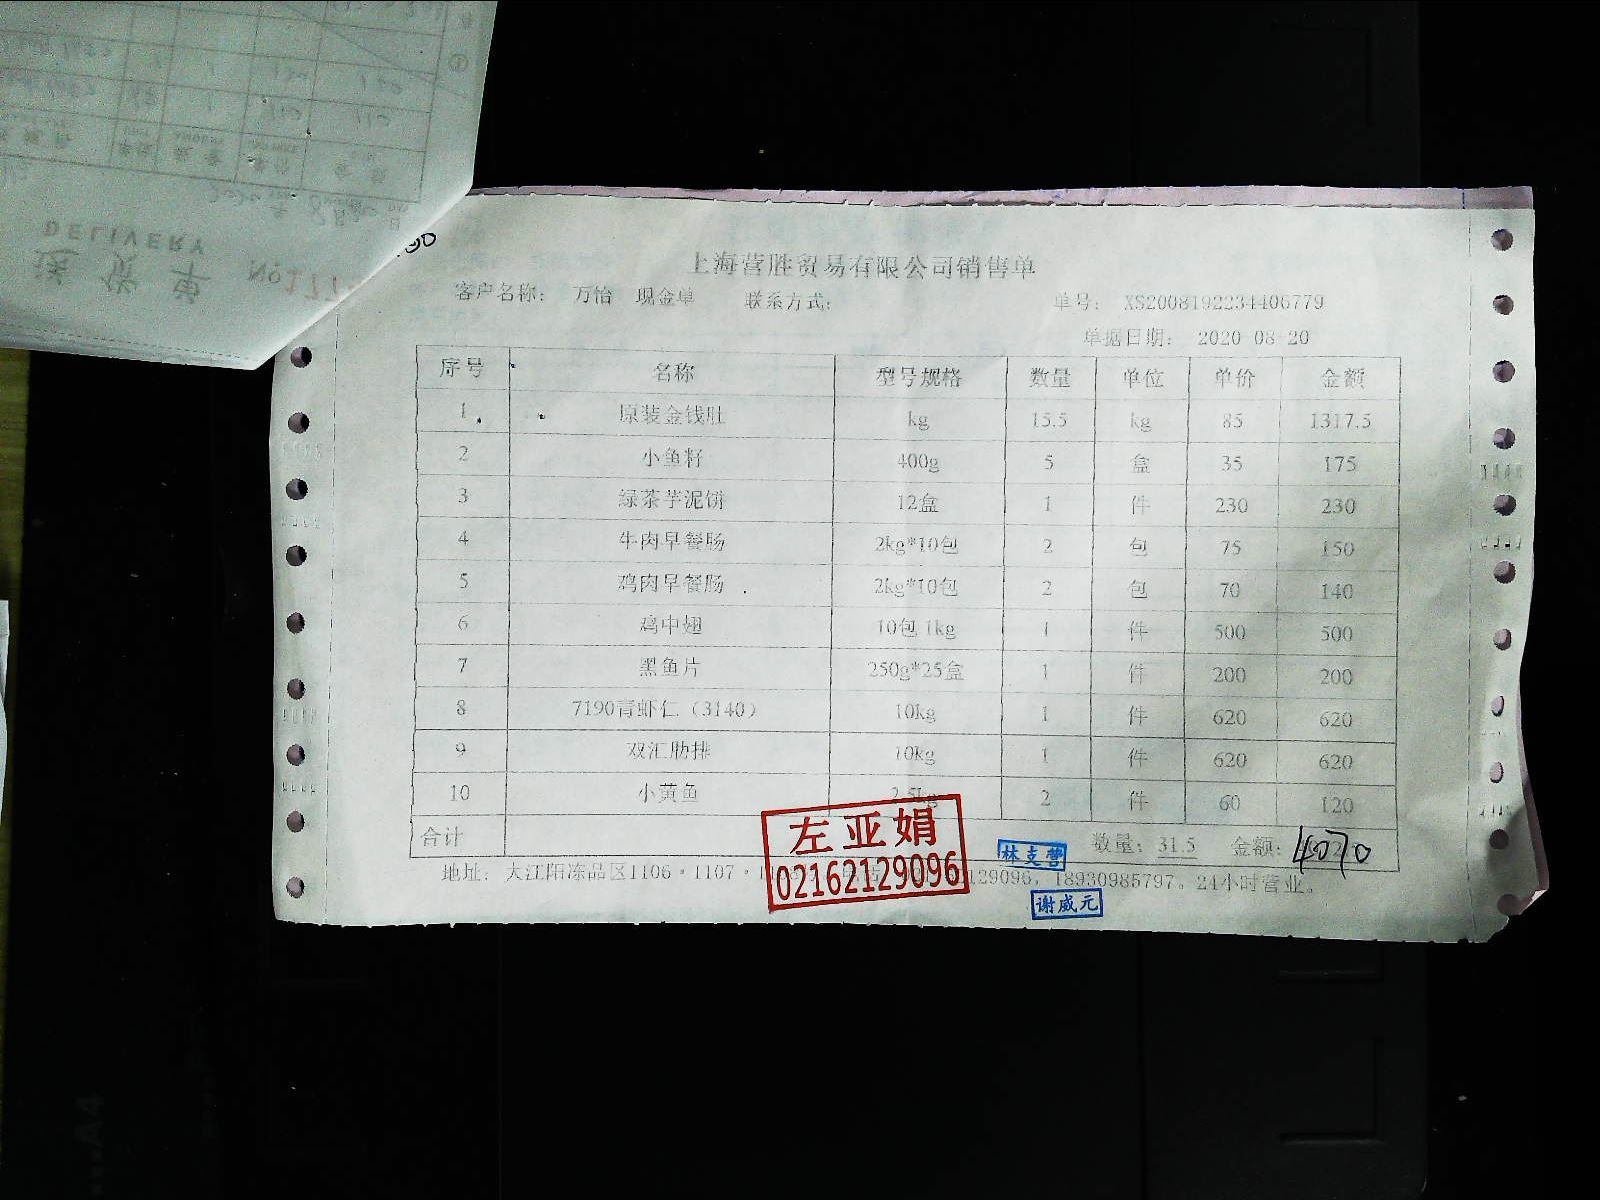 DELIVERY
送货单 No177
上海营胜贸易有限公司销售单
客户名称: 万怡 现金单 联系方式: 单号: XS2008192234406779
单据日期: 2020-08-20
序号 名称 型号规格 数量 单位 单价 金额
1 原装金钱肚 kg 15.5 kg 85 1317.5
2 小鱼籽 400g 5 盒 35 175
3 绿茶芋泥饼 12盒 1 件 230 230
4 牛肉早餐肠 2kg*10包 2 包 75 150
5 鸡肉早餐肠 2kg*10包 2 包 70 140
6 鸡中翅 10包 1kg 1 件 500 500
7 黑鱼片 250g*25盒 1 件 200 200
8 7190青虾仁（3140） 10kg 1 件 620 620
9 双汇肋排 10kg 1 件 620 620
10 小黄鱼 2.5kg 2 件 60 120
合计 数量: 31.5 金额: 4070
地址: 大江阳冻品区1106·1107· 129096, 18930985797。24小时营业。
左亚娟
02162129096
林支营
谢威元